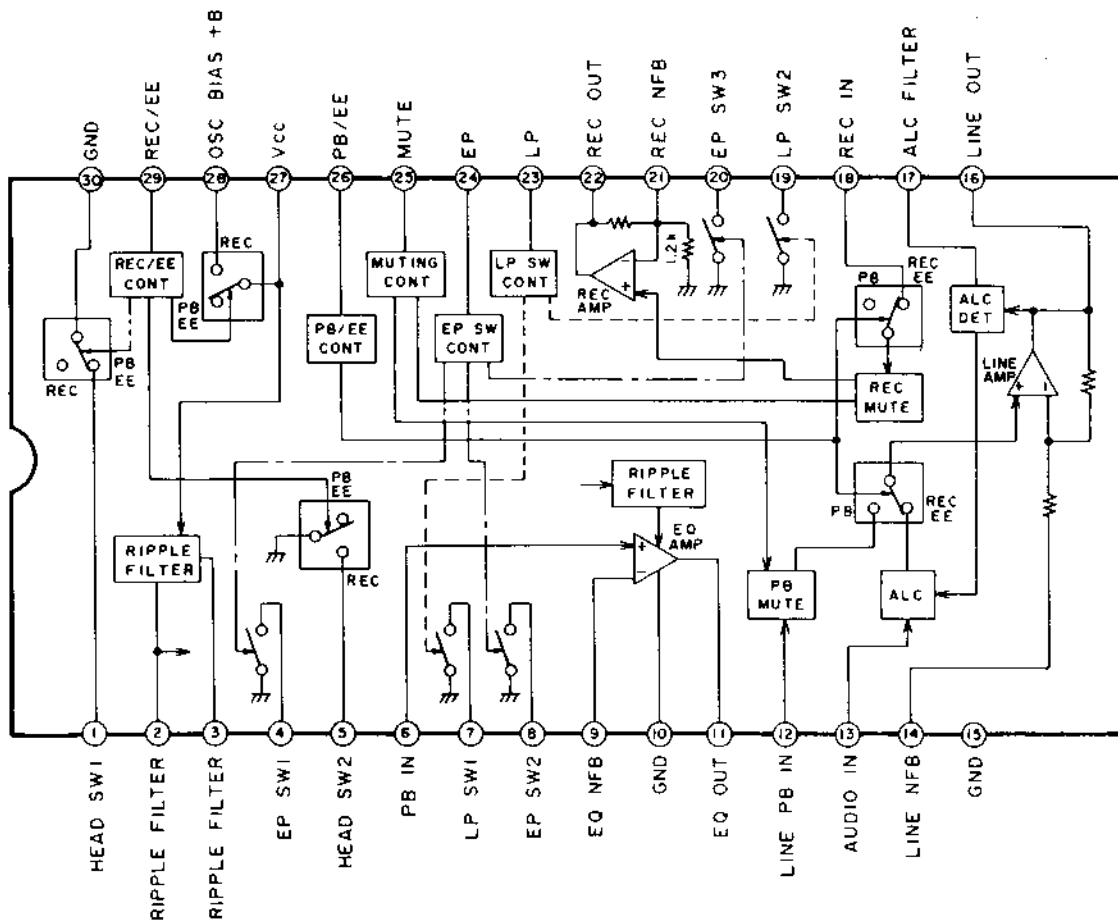 GND
REC/EE
OSC BIAS +B
VCC
PB/EE
MUTE
EP
LP
REC OUT
REC NFB
EP SW3
LP SW2
REC IN
ALC FILTER
LINE OUT
30
29
28
27
26
25
24
23
22
21
20
19
18
17
16
REC/EE
CONT
REC
PB
EE
MUTING
CONT
LP SW
CONT
REC
AMP
+
−
1.2k
PB
REC
EE
ALC
DET
PB/EE
CONT
EP SW
CONT
REC
PB
EE
LINE
AMP
+
−
REC
MUTE
PB
EE
REC
RIPPLE
FILTER
RIPPLE
FILTER
EQ
AMP
+
−
PB
REC
EE
PB
MUTE
ALC
1
2
3
4
5
6
7
8
9
10
11
12
13
14
15
HEAD SW1
RIPPLE FILTER
RIPPLE FILTER
EP SW1
HEAD SW2
PB IN
LP SW1
EP SW2
EQ NFB
GND
EQ OUT
LINE PB IN
AUDIO IN
LINE NFB
GND